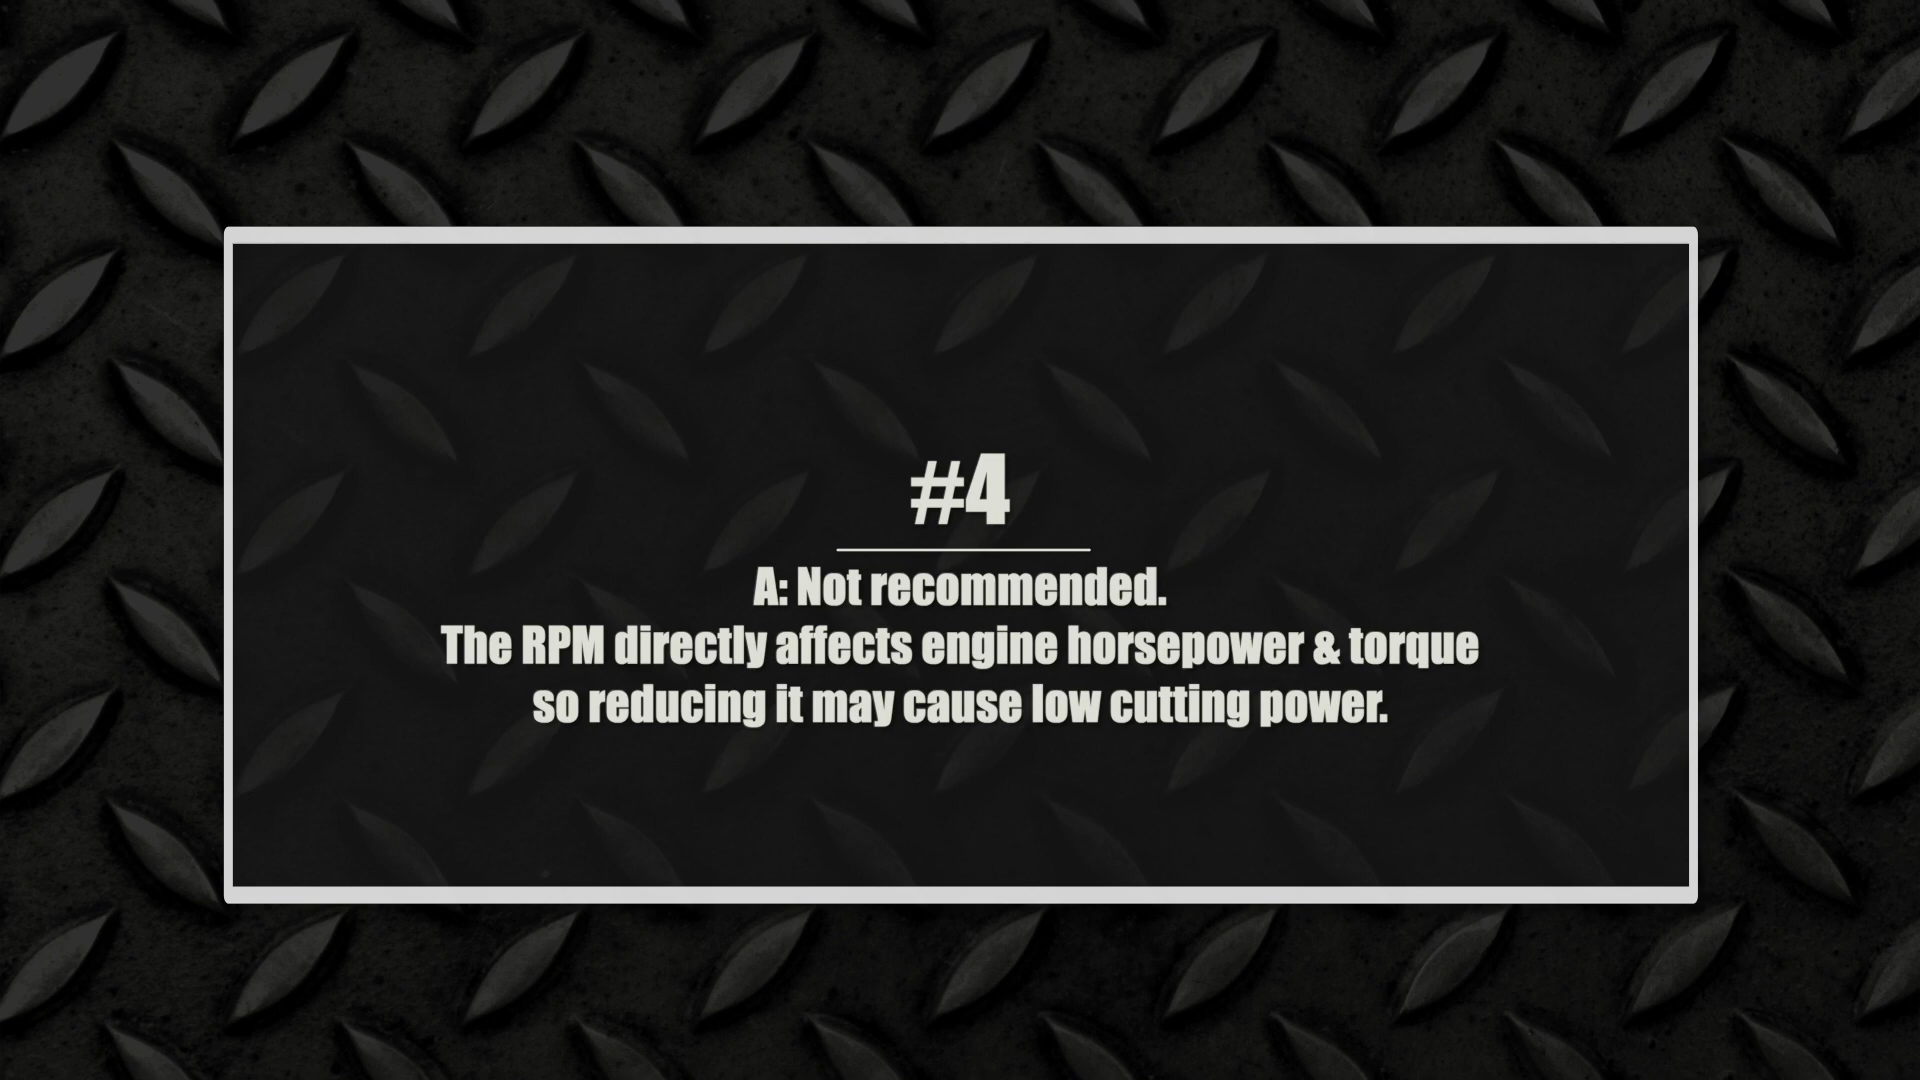 #4
A: Not recommended.
The RPM directly affects engine horsepower & torque
so reducing it may cause low cutting power.